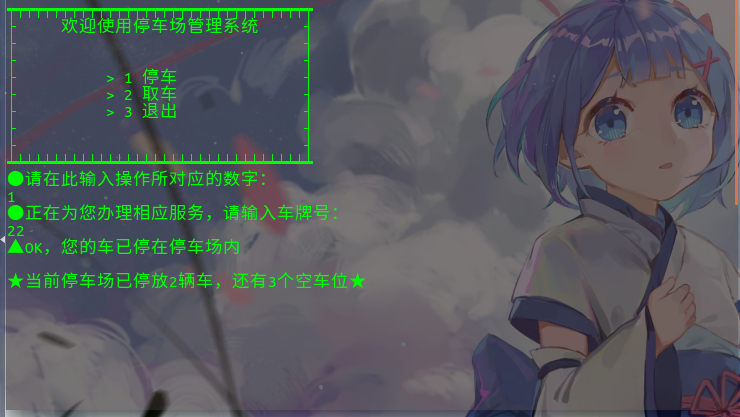 欢迎使用停车场管理系统
> 1 停车
> 2 取车
> 3 退出
●请在此输入操作所对应的数字:
1
●正在为您办理相应服务，请输入车牌号:
22
▲OK，您的车已停在停车场内
★当前停车场已停放2辆车，还有3个空车位★